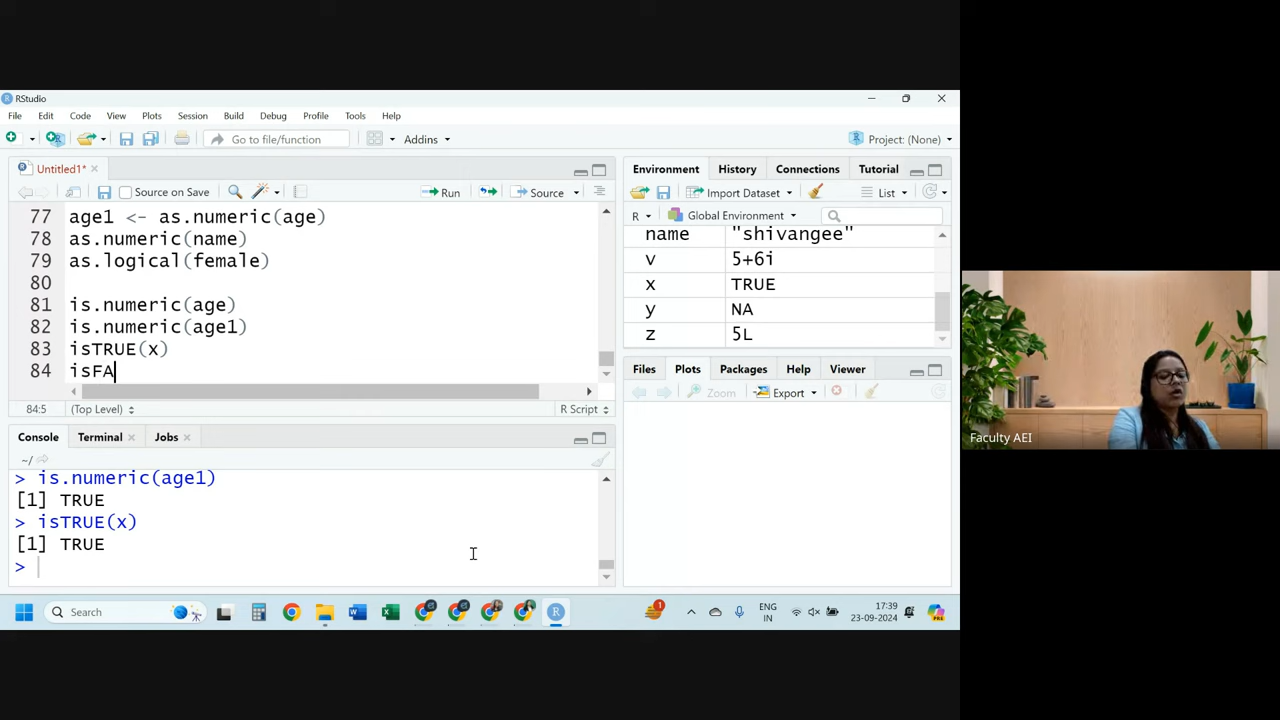 RStudio
File Edit Code View Plots Session Build Debug Profile Tools Help
Go to file/function Addins Project: (None)
Untitled1*
Source on Save Run Source
77 age1 <- as.numeric(age)
78 as.numeric(name)
79 as.logical(female)
80
81 is.numeric(age)
82 is.numeric(age1)
83 isTRUE(x)
84 isFA
84:5 (Top Level) R Script
Console Terminal Jobs
~/
> is.numeric(age1)
[1] TRUE
> isTRUE(x)
[1] TRUE
>
Environment History Connections Tutorial
Import Dataset List
R Global Environment
name "shivangee"
v 5+6i
x TRUE
y NA
z 5L
Files Plots Packages Help Viewer
Zoom Export
Faculty AEI
Search
1
ENG
IN
17:39
23-09-2024